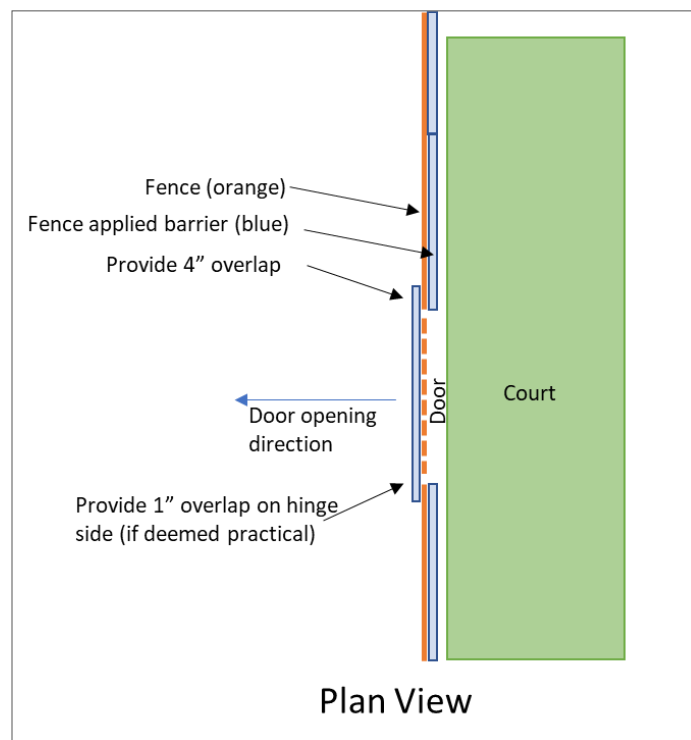 Fence (orange)
Fence applied barrier (blue)
Provide 4” overlap
Door
Court
Door opening
direction
Provide 1” overlap on hinge
side (if deemed practical)
Plan View